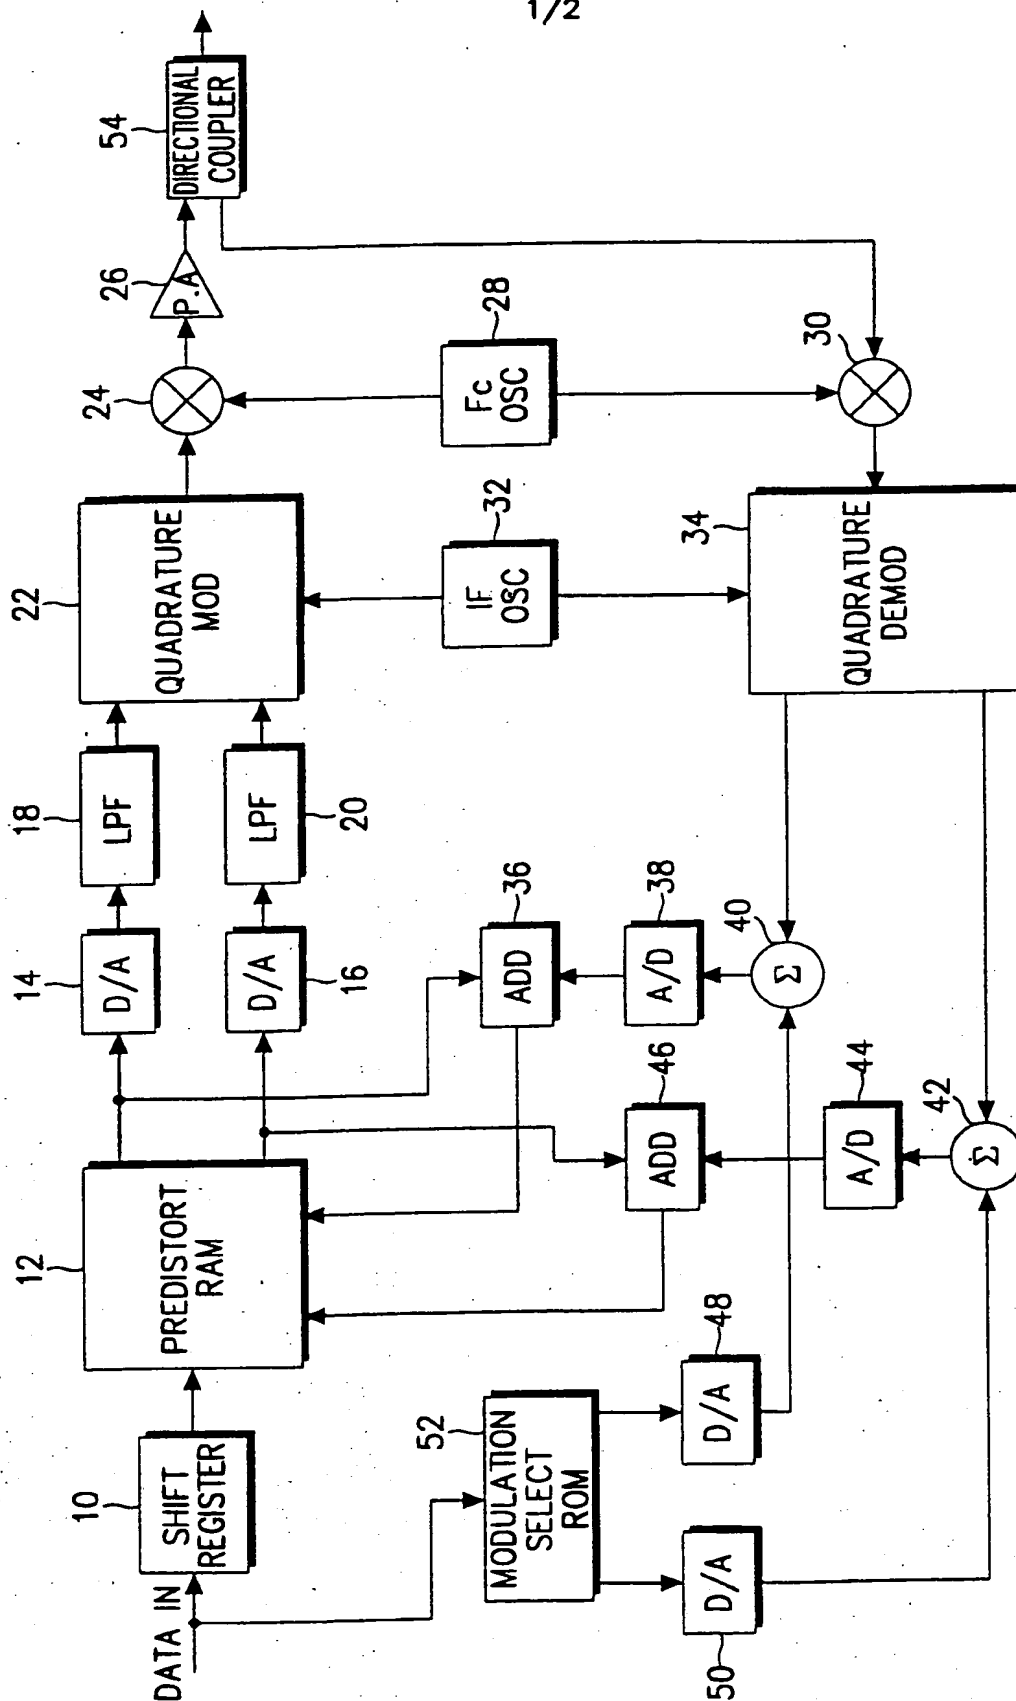 1/2
DATA IN
10
SHIFT
REGISTER
12
PREDISTORT
RAM
14
D/A
16
D/A
18
LPF
20
LPF
22
QUADRATURE
MOD
24
26
P.A
54
DIRECTIONAL
COUPLER
28
Fc
OSC
30
32
IF
OSC
34
QUADRATURE
DEMOD
36
ADD
38
A/D
40
Σ
46
ADD
44
A/D
42
Σ
52
MODULATION
SELECT
ROM
48
D/A
50
D/A